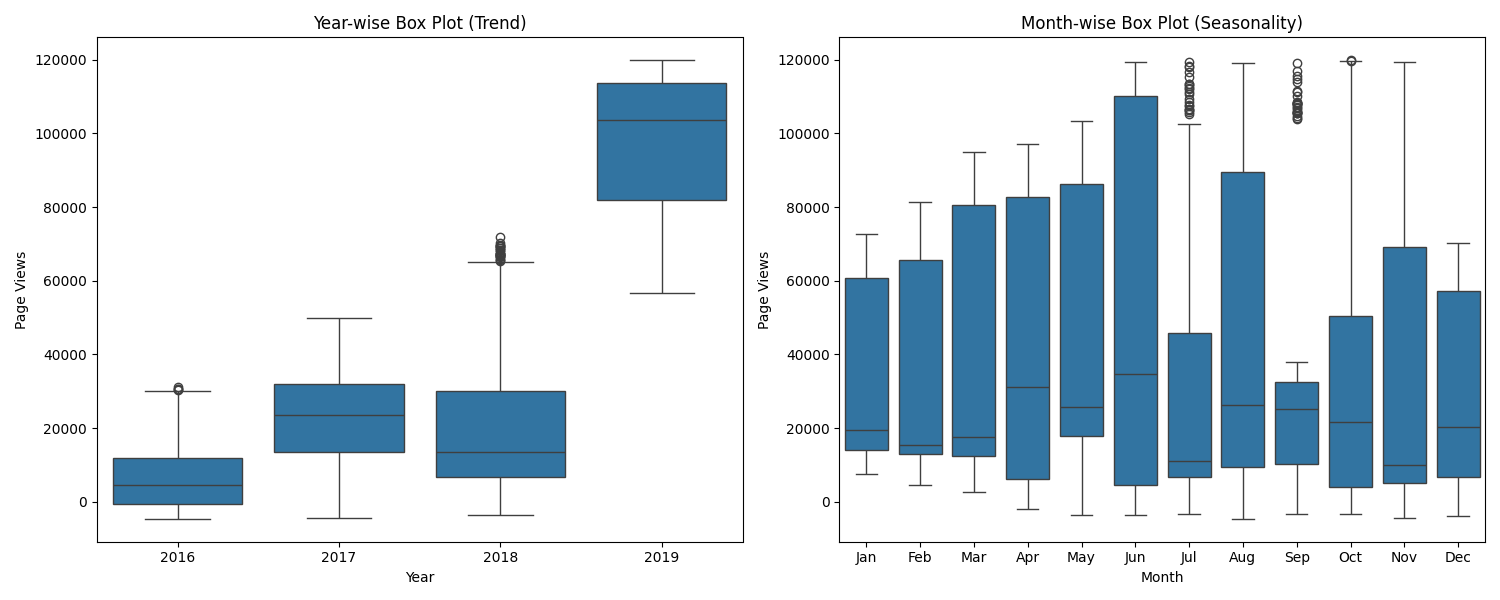 Year-wise Box Plot (Trend)
Page Views
120000
100000
80000
60000
40000
20000
0
2016 2017 2018 2019
Year
Month-wise Box Plot (Seasonality)
Page Views
120000
100000
80000
60000
40000
20000
0
Jan Feb Mar Apr May Jun Jul Aug Sep Oct Nov Dec
Month